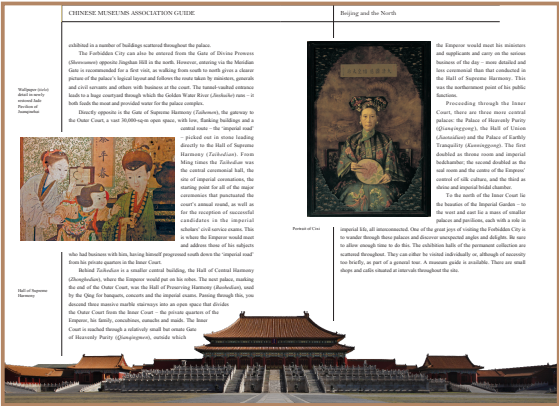 CHINESE MUSEUMS ASSOCIATION GUIDE
Beijing and the North
exhibited in a number of buildings scattered throughout the palace.
The Forbidden City can also be entered from the Gate of Divine Prowess
(Shenwumen) opposite Jingshan Hill in the north. However, entering via the Meridian
Gate is recommended for a first visit, as walking from south to north gives a clearer
picture of the palace's logical layout and follows the route taken by ministers, generals
and civil servants and others with business at the court. The tunnel-vaulted entrance
leads to a huge courtyard through which the Golden Water River (Jinshuihe) runs – it
both feeds the moat and provided water for the palace complex.
Directly opposite is the Gate of Supreme Harmony (Taihemen), the gateway to
the Outer Court, a vast 30,000-sq-m open space, with low, flanking buildings and a
central route – the 'imperial road'
– picked out in stone leading
directly to the Hall of Supreme
Harmony (Taihedian). From
Ming times the Taihedian was
the central ceremonial hall, the
site of imperial coronations, the
starting point for all of the major
ceremonies that punctuated the
court's annual round, as well as
for the reception of successful
candidates in the imperial
scholars' civil service exams. This
is where the Emperor would meet
and address those of his subjects
who had business with him, having himself progressed south down the 'imperial road'
from his private quarters in the Inner Court.
Behind Taihedian is a smaller central building, the Hall of Central Harmony
(Zhonghedian), where the Emperor would put on his robes. The next palace, marking
the end of the Outer Court, was the Hall of Preserving Harmony (Baohedian), used
by the Qing for banquets, concerts and the imperial exams. Passing through this, you
descend three massive marble stairways into an open space that divides
the Outer Court from the Inner Court – the private quarters of the
Emperor, his family, concubines, eunuchs and maids. The Inner
Court is reached through a relatively small but ornate Gate
of Heavenly Purity (Qianqingmen), outside which
Wallpaper (tieluo)
detail in newly
restored Jade
Pavilion of
Juanqinzhai
Hall of Supreme
Harmony
the Emperor would meet his ministers
and supplicants and carry on the serious
business of the day – more detailed and
less ceremonial than that conducted in
the Hall of Supreme Harmony. This
was the northernmost point of his public
functions.
Proceeding through the Inner
Court, there are three more central
palaces: the Palace of Heavenly Purity
(Qianqinggong), the Hall of Union
(Jiaotaidian) and the Palace of Earthly
Tranquility (Kunninggong). The first
doubled as throne room and imperial
bedchamber; the second doubled as the
seal room and the centre of the Empress'
control of silk culture, and the third as
shrine and imperial bridal chamber.
To the north of the Inner Court lie
the beauties of the Imperial Garden – to
the west and east lie a mass of smaller
palaces and pavilions, each with a role in
imperial life, all interconnected. One of the great joys of visiting the Forbidden City is
to wander through these palaces and discover unexpected angles and delights. Be sure
to allow enough time to do this. The exhibition halls of the permanent collection are
scattered throughout. They can either be visited individually or, although of necessity
too briefly, as part of a general tour. A museum guide is available. There are small
shops and cafés situated at intervals throughout the site.
Portrait of Cixi